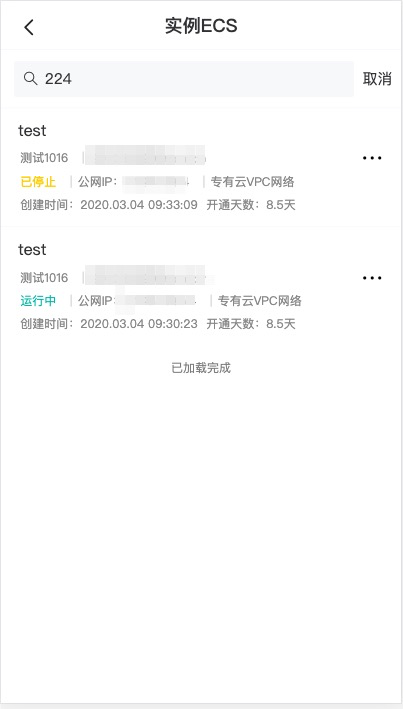 实例ECS
224 取消
test
测试1016
已停止 公网IP: 专有云VPC网络
创建时间: 2020.03.04 09:33:09 开通天数: 8.5天
test
测试1016
运行中 公网IP: 专有云VPC网络
创建时间: 2020.03.04 09:30:23 开通天数: 8.5天
已加载完成